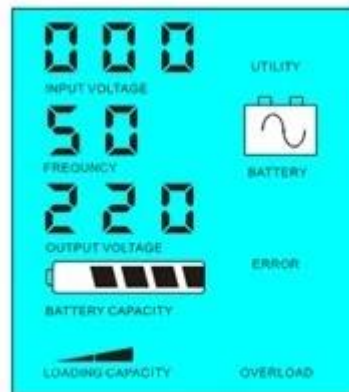 000
INPUT VOLTAGE
UTILITY
50
FREQUNCY
BATTERY
220
OUTPUT VOLTAGE
ERROR
BATTERY CAPACITY
LOADING CAPACITY
OVERLOAD